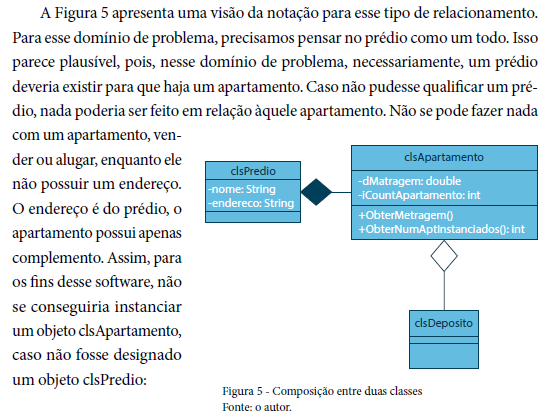 A Figura 5 apresenta uma visão da notação para esse tipo de relacionamento.
Para esse domínio de problema, precisamos pensar no prédio como um todo. Isso
parece plausível, pois, nesse domínio de problema, necessariamente, um prédio
deveria existir para que haja um apartamento. Caso não pudesse qualificar um pré-
dio, nada poderia ser feito em relação àquele apartamento. Não se pode fazer nada
com um apartamento, ven-
der ou alugar, enquanto ele
não possuir um endereço.
O endereço é do prédio, o
apartamento possui apenas
complemento. Assim, para
os fins desse software, não
se conseguiria instanciar
um objeto clsApartamento,
caso não fosse designado
um objeto clsPredio:
clsPredio
-nome: String
-endereco: String
clsApartamento
-dMatragem: double
-iCountApartamento: int
+ObterMetragem()
+ObterNumAptInstanciados(): int
clsDeposito
Figura 5 - Composição entre duas classes
Fonte: o autor.